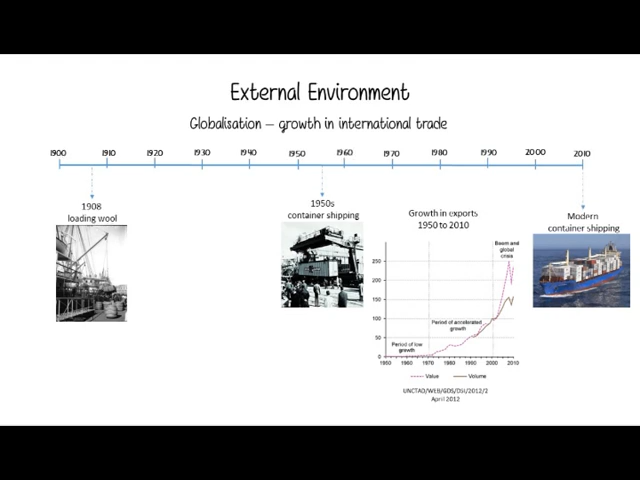 External Environment
Globalisation – growth in international trade
1900 1910 1920 1930 1940 1950 1960 1970 1980 1990 2000 2010
1908
loading wool
1950s
container shipping
Growth in exports
1950 to 2010
Modern
container shipping
Boom and
global
crisis
250
200
150
100
50
0
Period of accelerated
growth
Period of low
growth
1950 1960 1970 1980 1990 2000 2010
Value Volume
UNCTAD/WEB/GDS/DSI/2012/2
April 2012